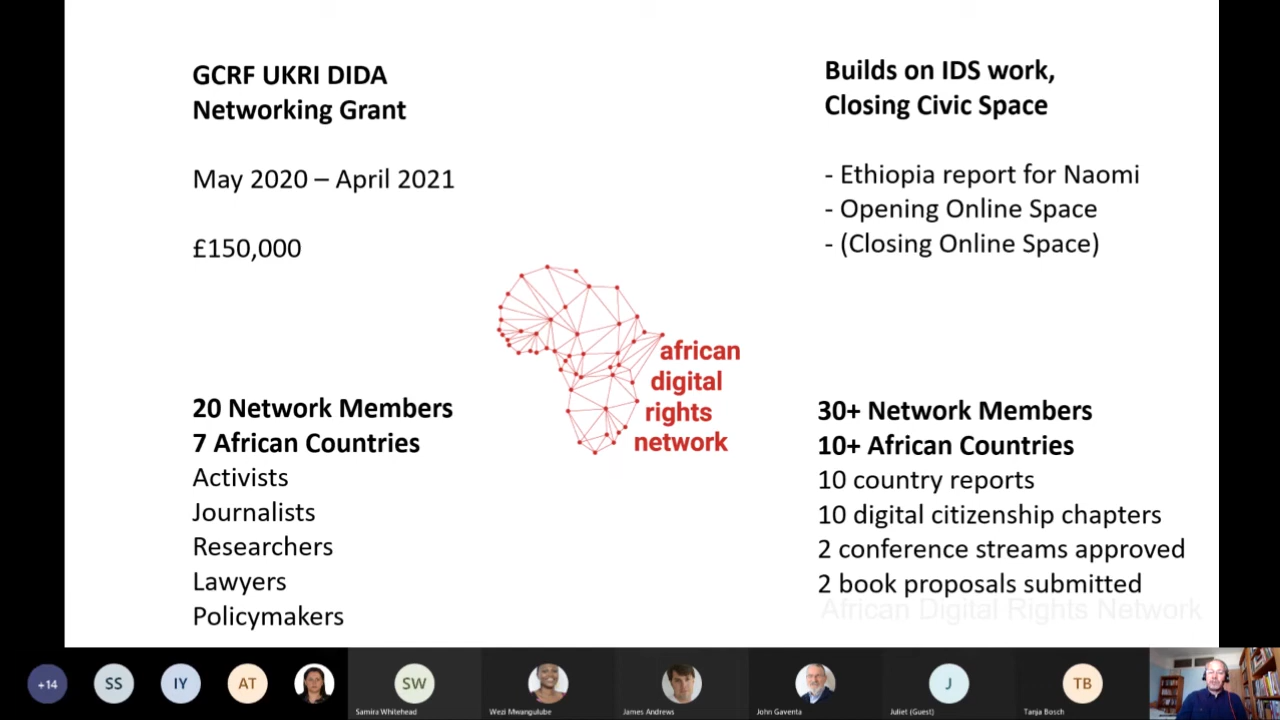 GCRF UKRI DIDA
Networking Grant
May 2020 – April 2021
£150,000
Builds on IDS work,
Closing Civic Space
- Ethiopia report for Naomi
- Opening Online Space
- (Closing Online Space)
african
digital
rights
network
20 Network Members
7 African Countries
Activists
Journalists
Researchers
Lawyers
Policymakers
30+ Network Members
10+ African Countries
10 country reports
10 digital citizenship chapters
2 conference streams approved
2 book proposals submitted
African Digital Rights Network
+14
SS
IY
AT
SW
Samira Whitehead
Wezi Mwangulube
James Andrews
John Gaventa
J
Juliet (Guest)
TB
Tanja Bosch